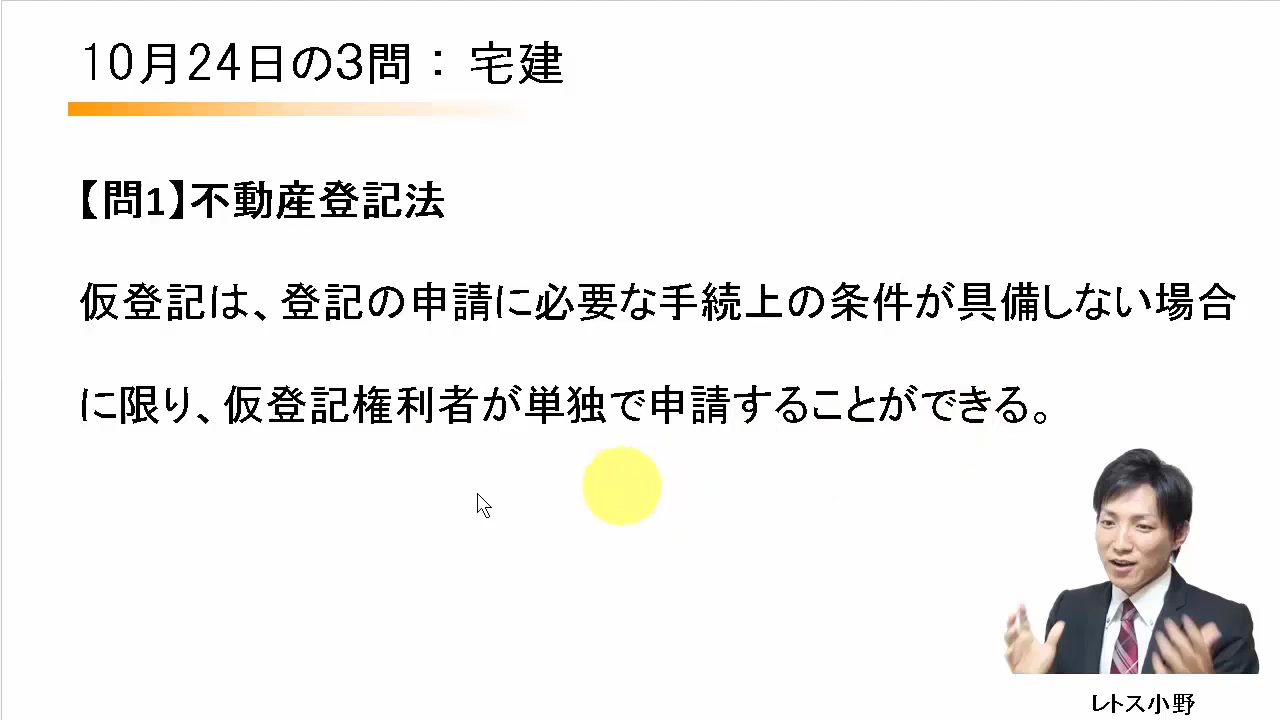 10月24日の3問：宅建
【問1】不動産登記法
仮登記は、登記の申請に必要な手続上の条件が具備しない場合
に限り、仮登記権利者が単独で申請することができる。
レトス小野